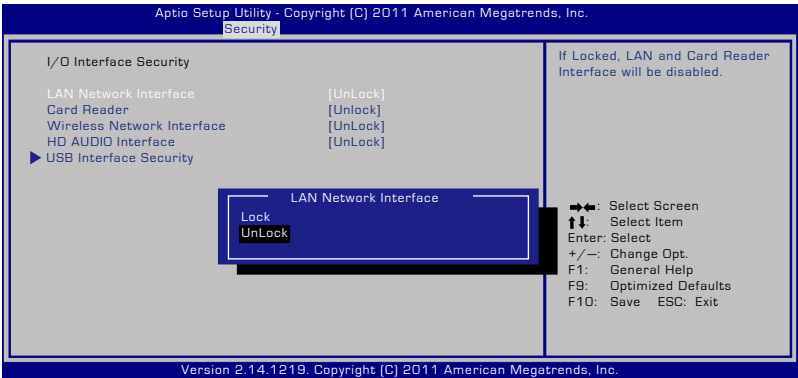 Aptio Setup Utility - Copyright (C) 2011 American Megatrends, Inc.
Security
I/O Interface Security
LAN Network Interface [UnLock]
Card Reader [Unlock]
Wireless Network Interface [UnLock]
HD AUDIO Interface [UnLock]
USB Interface Security
If Locked, LAN and Card Reader
Interface will be disabled.
LAN Network Interface
Lock
UnLock
: Select Screen
: Select Item
Enter: Select
+/—: Change Opt.
F1: General Help
F9: Optimized Defaults
F10: Save ESC: Exit
Version 2.14.1219. Copyright (C) 2011 American Megatrends, Inc.